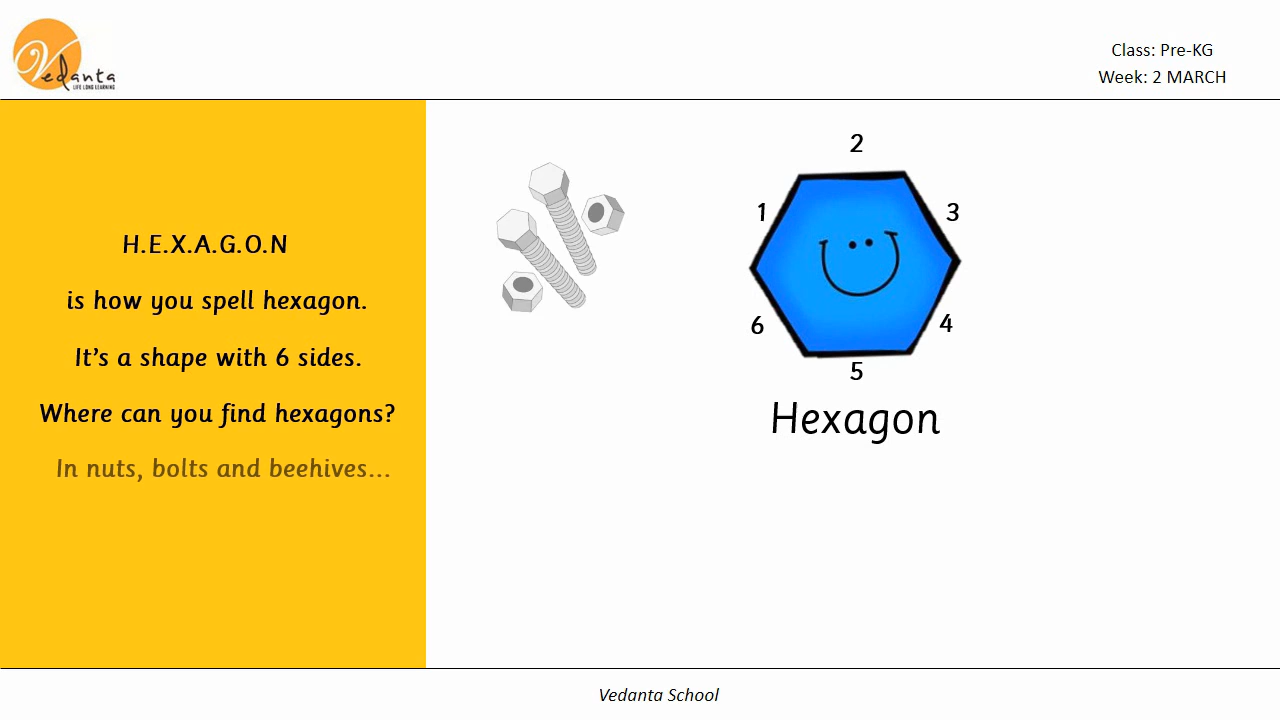 Vedanta
LIFE LONG LEARNING
Class: Pre-KG
Week: 2 MARCH
H.E.X.A.G.O.N
is how you spell hexagon.
It's a shape with 6 sides.
Where can you find hexagons?
In nuts, bolts and beehives...
2
1
3
6
4
5
Hexagon
Vedanta School